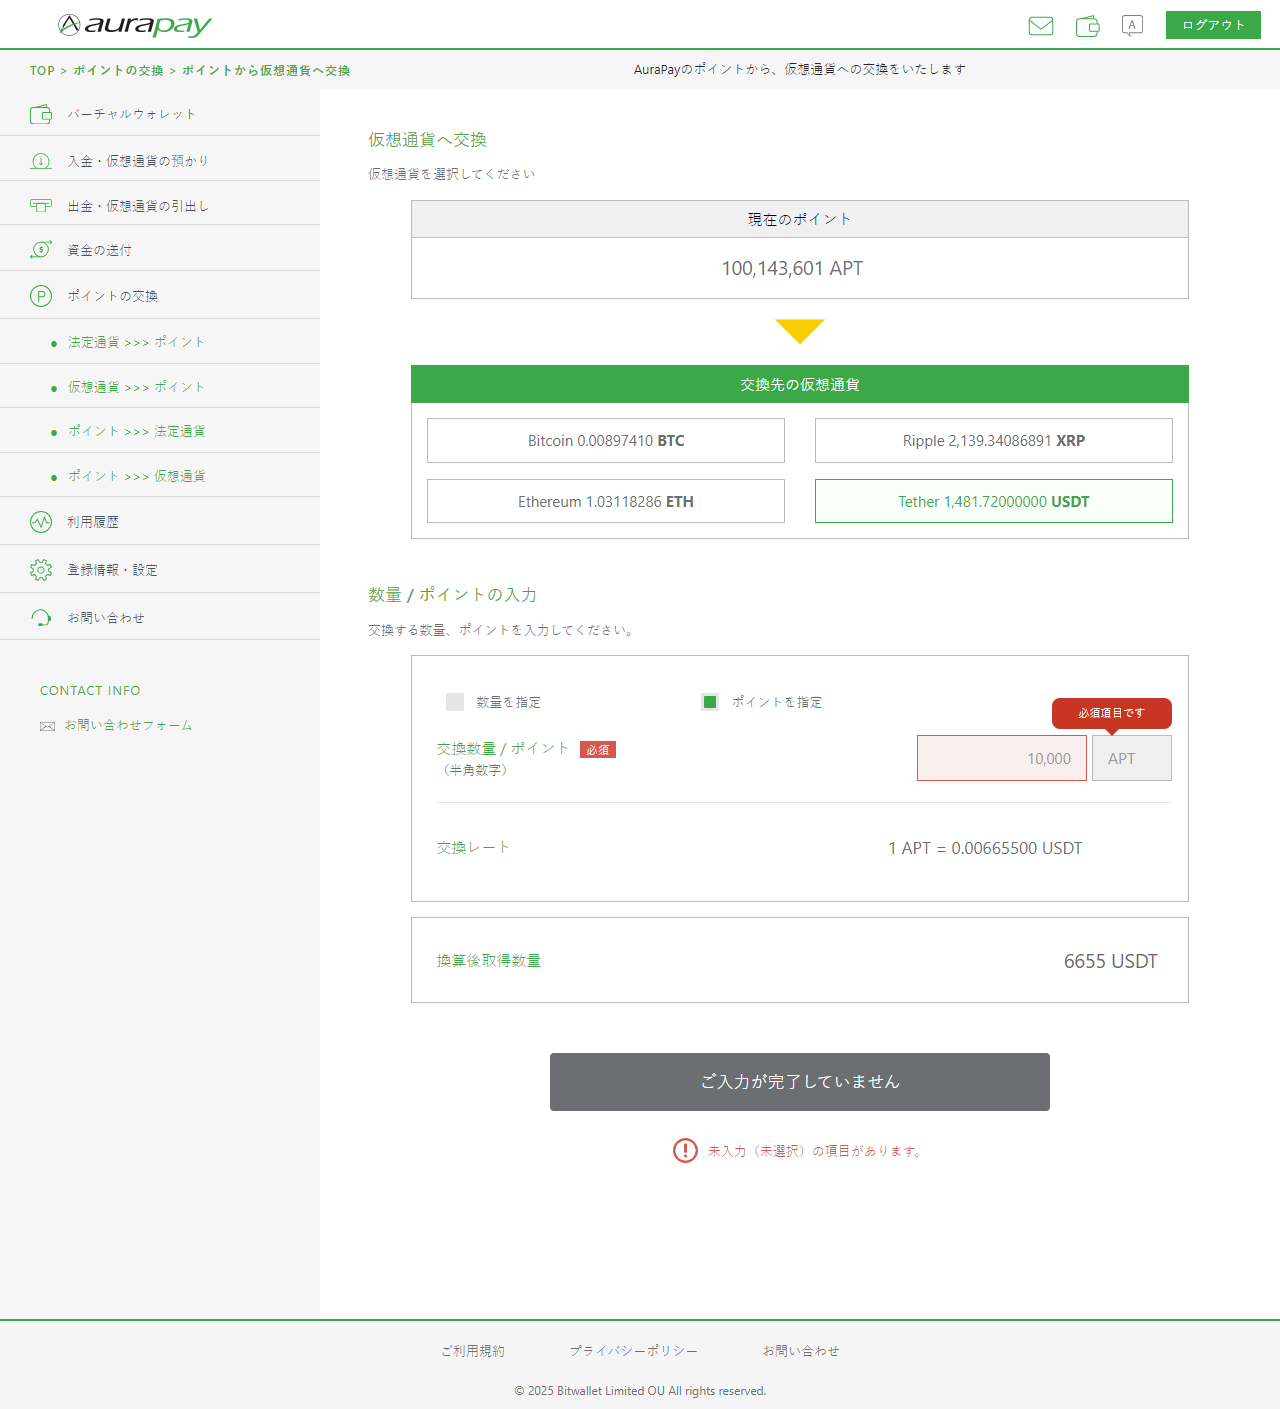 aurapay
A
ログアウト
TOP > ポイントの交換 > ポイントから仮想通貨へ交換
AuraPayのポイントから、仮想通貨への交換をいたします
バーチャルウォレット
入金・仮想通貨の預かり
出金・仮想通貨の引出し
資金の送付
ポイントの交換
法定通貨 >>> ポイント
仮想通貨 >>> ポイント
ポイント >>> 法定通貨
ポイント >>> 仮想通貨
利用履歴
登録情報・設定
お問い合わせ
CONTACT INFO
お問い合わせフォーム
仮想通貨へ交換
仮想通貨を選択してください
現在のポイント
100,143,601 APT
交換先の仮想通貨
Bitcoin 0.00897410 BTC
Ripple 2,139.34086891 XRP
Ethereum 1.03118286 ETH
Tether 1,481.72000000 USDT
数量 / ポイントの入力
交換する数量、ポイントを入力してください。
数量を指定
ポイントを指定
必須項目です
交換数量 / ポイント 必須
（半角数字）
10,000
APT
交換レート
1 APT = 0.00665500 USDT
換算後取得数量
6655 USDT
ご入力が完了していません
未入力（未選択）の項目があります。
ご利用規約
プライバシーポリシー
お問い合わせ
© 2025 Bitwallet Limited OU All rights reserved.